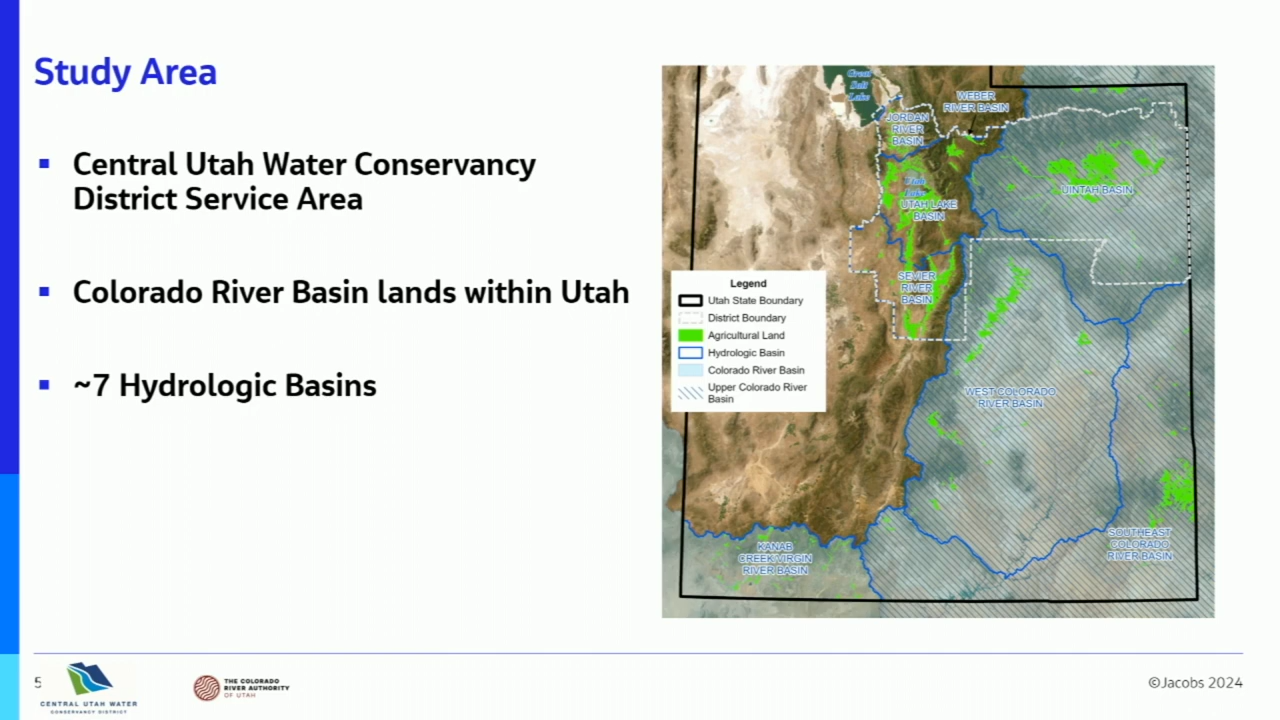 Study Area
Central Utah Water Conservancy
District Service Area
Colorado River Basin lands within Utah
~7 Hydrologic Basins
Great
Salt
Lake
WEBER
RIVER BASIN
JORDAN
RIVER
BASIN
UINTAH BASIN
Utah
Lake
UTAH LAKE
BASIN
SEVIER
RIVER
BASIN
Legend
Utah State Boundary
District Boundary
Agricultural Land
Hydrologic Basin
Colorado River Basin
Upper Colorado River
Basin
WEST COLORADO
RIVER BASIN
SOUTHEAST
COLORADO
RIVER BASIN
KANAB
CREEK/VIRGIN
RIVER BASIN
5
CENTRAL UTAH WATER
CONSERVANCY DISTRICT
THE COLORADO
RIVER AUTHORITY
OF UTAH
©Jacobs 2024